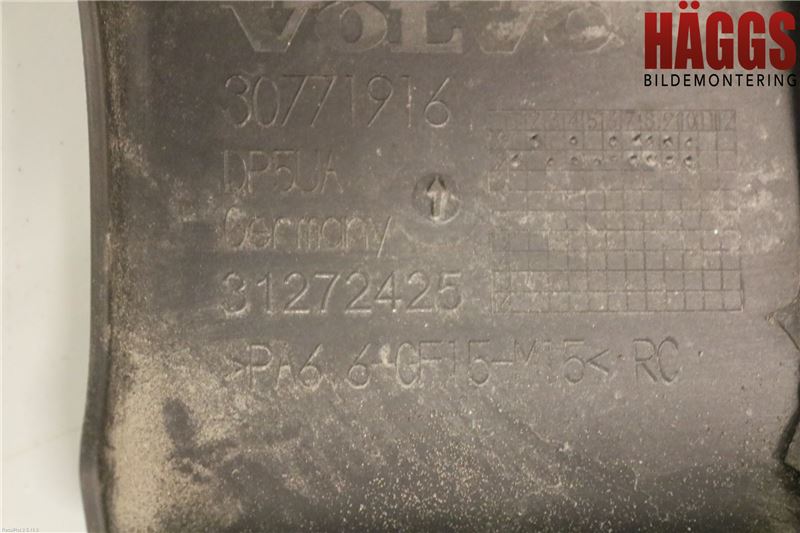 VOLVO
HÄGGS
BILDEMONTERING
30771916
DP5UA
Germany
31272425
>PA6.6-GF15-M15< RC